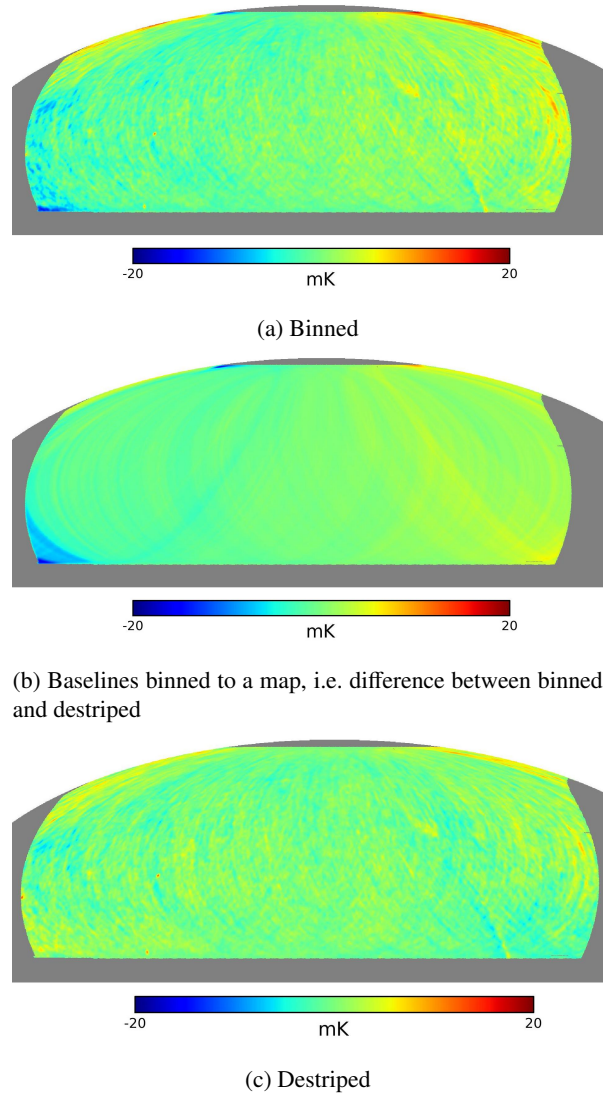 -20 20
mK
(a) Binned
-20 20
mK
(b) Baselines binned to a map, i.e. difference between binned
and destriped
-20 20
mK
(c) Destriped